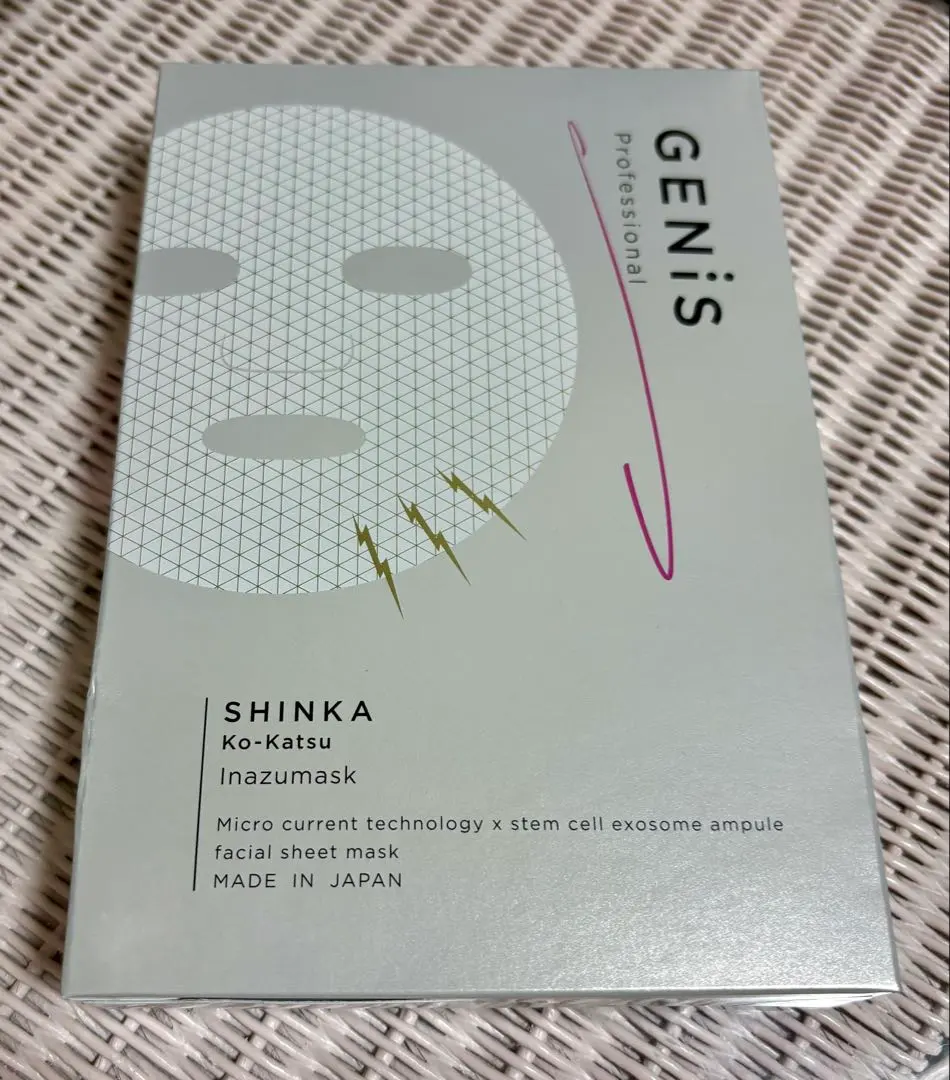 GENiS
Professional
SHINKA
Ko-Katsu
Inazumask
Micro current technology x stem cell exosome ampule
facial sheet mask
MADE IN JAPAN